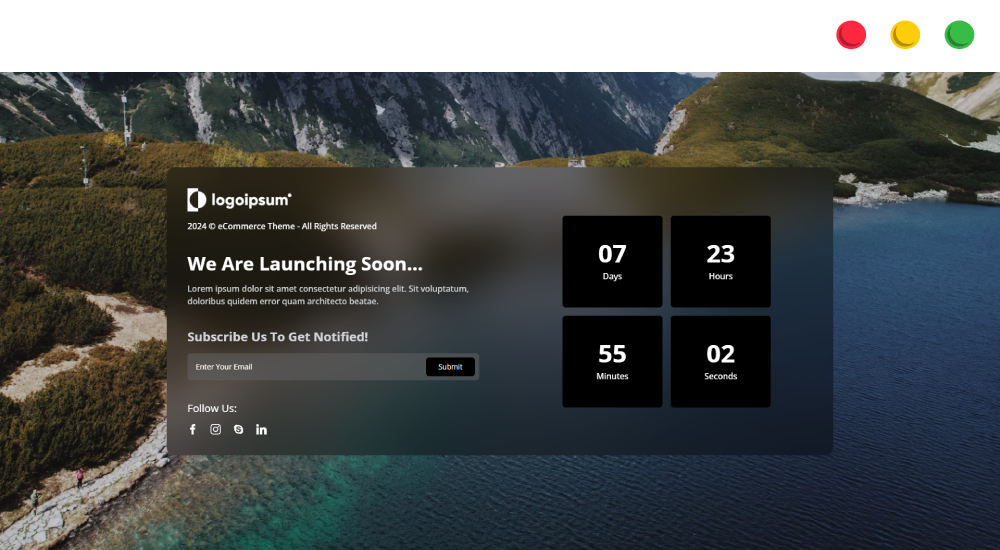 logoipsum
2024 © eCommerce Theme - All Rights Reserved
We Are Launching Soon...
Lorem ipsum dolor sit amet consectetur adipisicing elit. Sit voluptatum,
doloribus quidem error quam architecto beatae.
Subscribe Us To Get Notified!
Enter Your Email
Submit
Follow Us:
07
Days
23
Hours
55
Minutes
02
Seconds